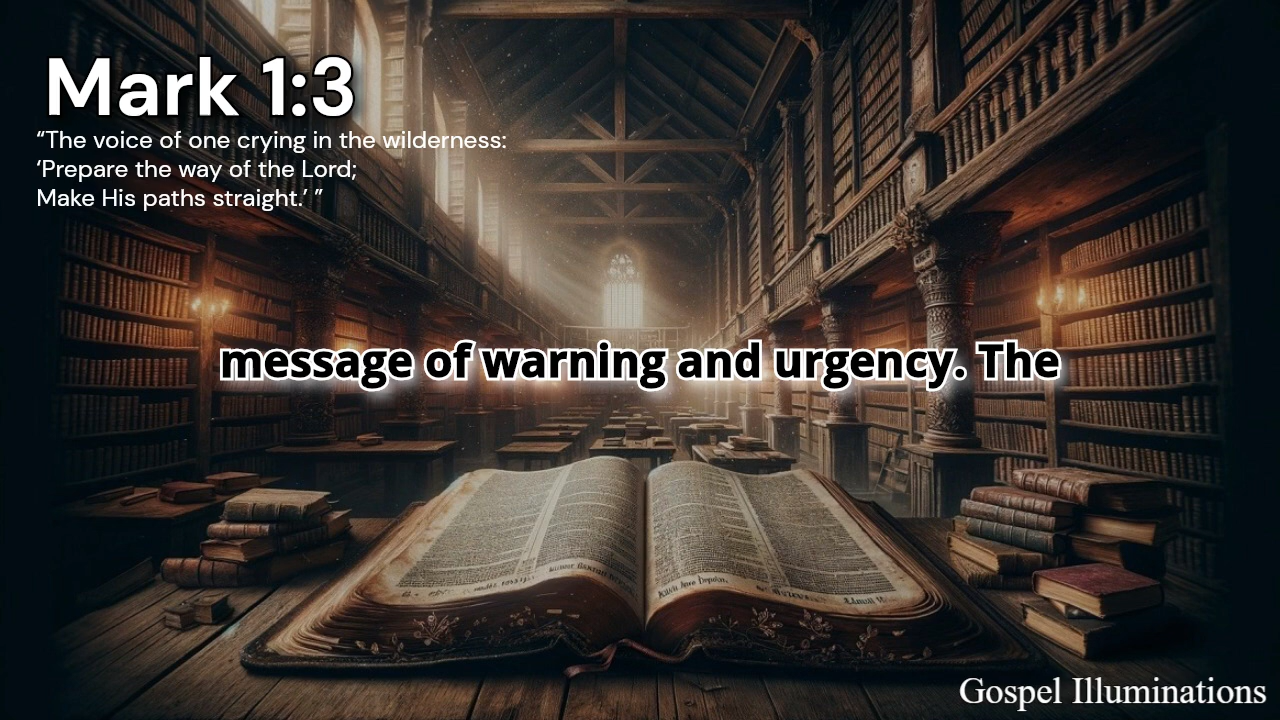 Mark 1:3
“The voice of one crying in the wilderness:
‘Prepare the way of the Lord;
Make His paths straight.’ ”
message of warning and urgency. The
Gospel Illuminations